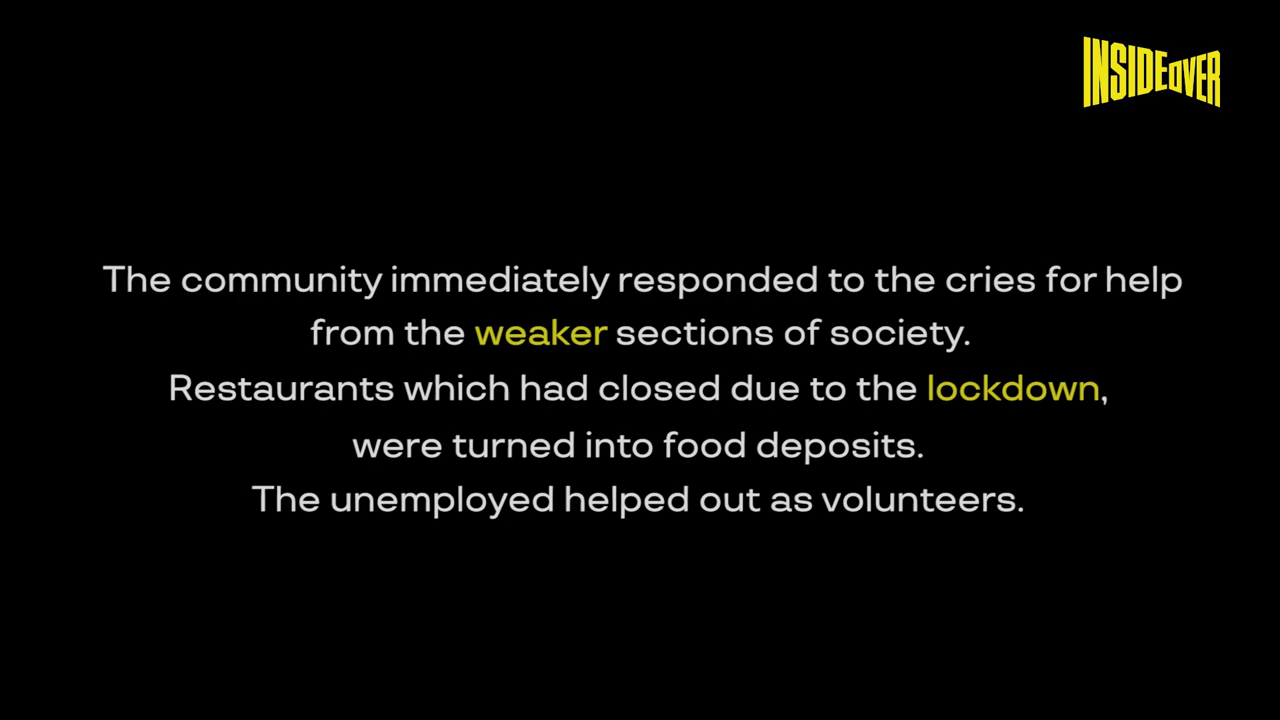 INSIDEOVER
The community immediately responded to the cries for help
from the weaker sections of society.
Restaurants which had closed due to the lockdown,
were turned into food deposits.
The unemployed helped out as volunteers.